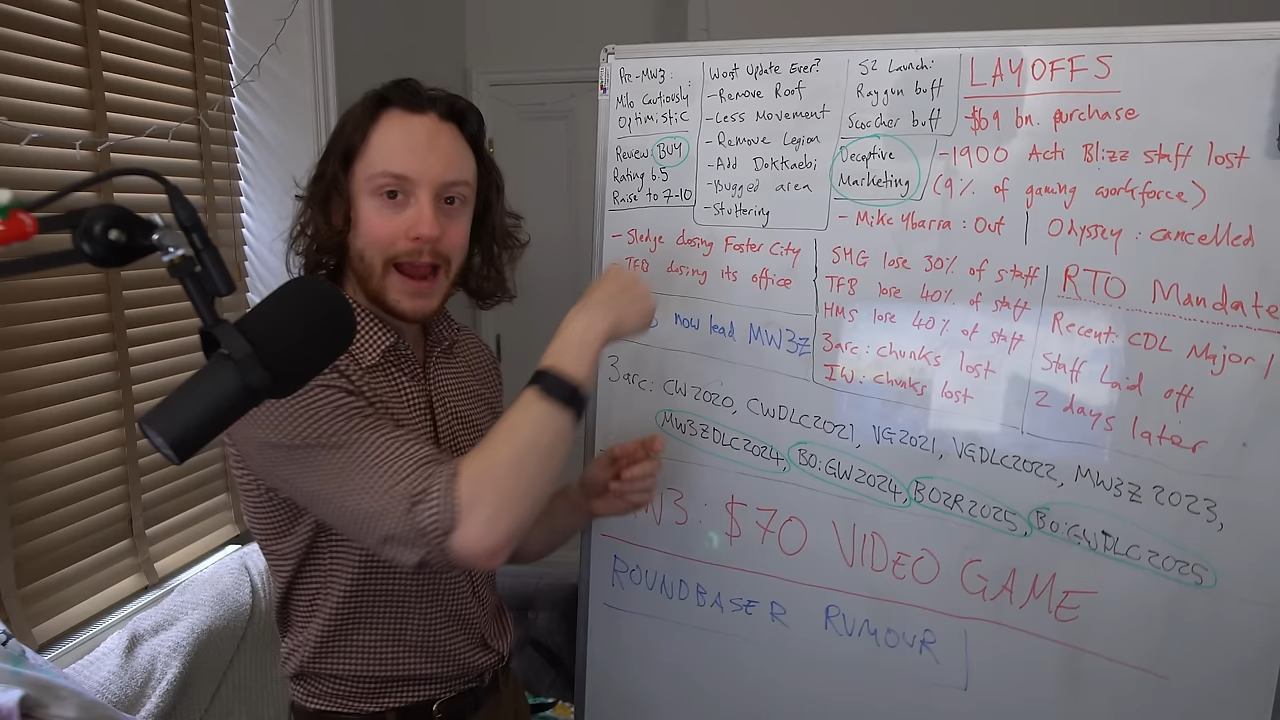 Pre-MW3:
Milo Cautiously
Optimistic
Review: BUY
Rating 6.5
Raise to 7-10
Worst Update Ever?
- Remove Roof
- Less Movement
- Remove Legion
- Add Dokkaebi
- Bugged area
- Stuttering
S2 Launch:
Raygun buff
Scorcher buff
Deceptive
Marketing
LAYOFFS
- $69 bn. purchase
- 1900 Acti Blizz staff lost
(9% of gaming workforce)
- Mike Ybarra: Out
Odyssey: cancelled
- Sledge closing Foster City
TFB closing its office
now lead MW3Z
SHG lose 30% of staff
TFB lose 40% of staff
HMS lose 40% of staff
3arc: chunks lost
IW: chunks lost
RTO Mandate
Recent: CDL Major 1
Staff Laid off
2 days later
3arc: CW2020, CWDLC2021, VG2021, VGDLC2022, MW3Z 2023,
MW3ZDLC2024, BO:GW2024, BO2R2025, BO:GWDLC2025
W3: $70 VIDEO GAME
ROUNDBASER RUMOUR